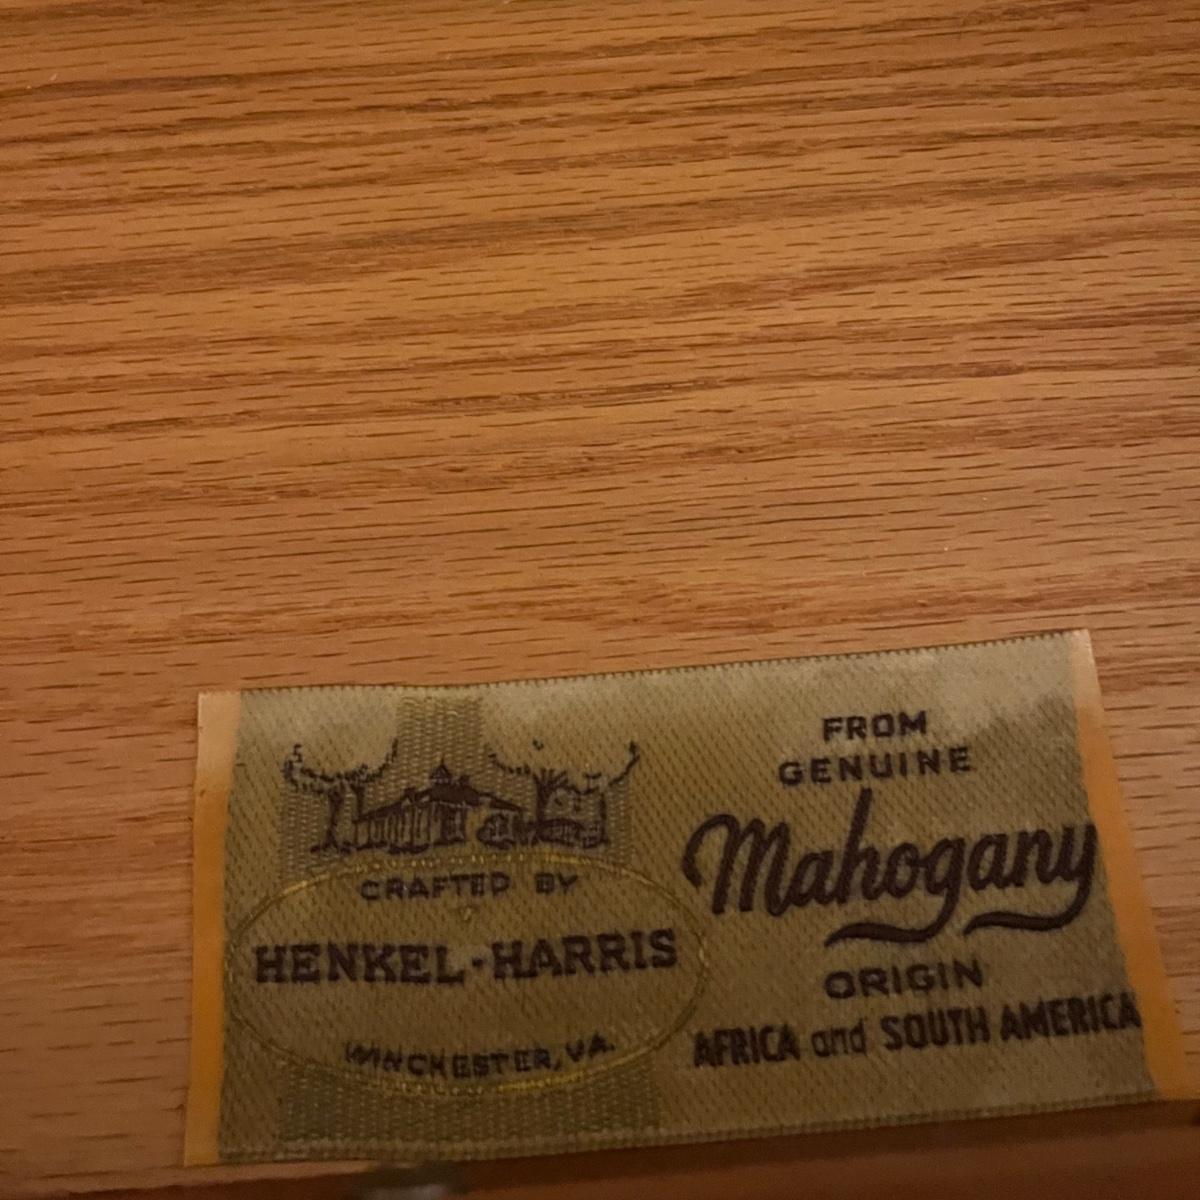 CRAFTED BY
HENKEL-HARRIS
WINCHESTER, VA.
FROM
GENUINE
Mahogany
ORIGIN
AFRICA and SOUTH AMERICA